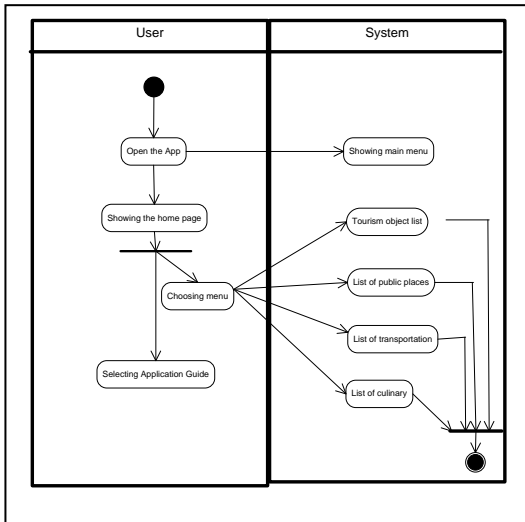 User
System
Open the App
Showing main menu
Showing the home page
Tourism object list
Choosing menu
List of public places
List of transportation
Selecting Application Guide
List of culinary